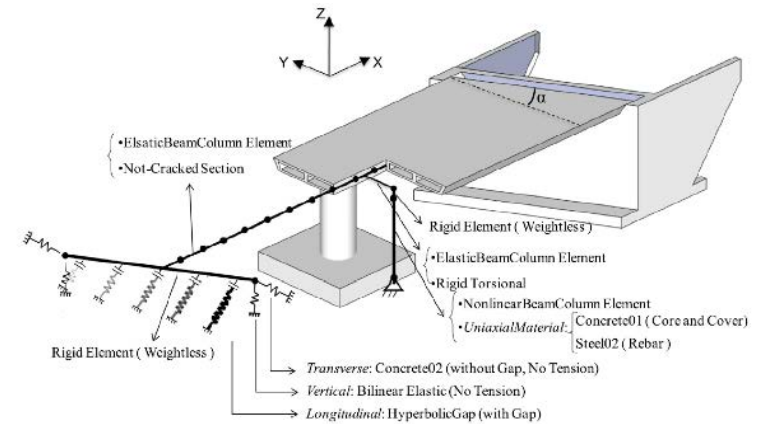 Z
Y
X
α
•ElsaticBeamColumn Element
•Not-Cracked Section
Rigid Element ( Weightless )
•ElasticBeamColumn Element
•Rigid Torsional
•NonlinearBeamColumn Element
•UniaxialMaterial: Concrete01 ( Core and Cover)
Steel02 ( Rebar )
Rigid Element ( Weightless )
Transverse: Concrete02 (without Gap, No Tension)
Vertical: Bilinear Elastic (No Tension)
Longitudinal: HyperbolicGap (with Gap)